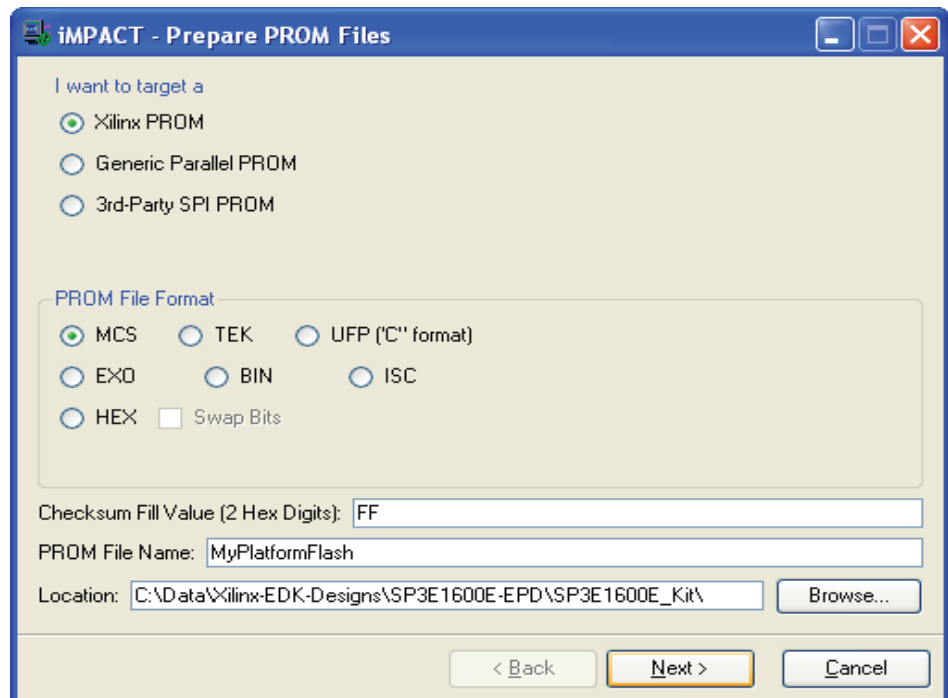 iMPACT - Prepare PROM Files
I want to target a
Xilinx PROM
Generic Parallel PROM
3rd-Party SPI PROM
PROM File Format
MCS TEK UFP ('C" format)
EXO BIN ISC
HEX Swap Bits
Checksum Fill Value (2 Hex Digits): FF
PROM File Name: MyPlatformFlash
Location: C:\Data\Xilinx-EDK-Designs\SP3E1600E-EPD\SP3E1600E_Kit\ Browse...
< Back Next > Cancel